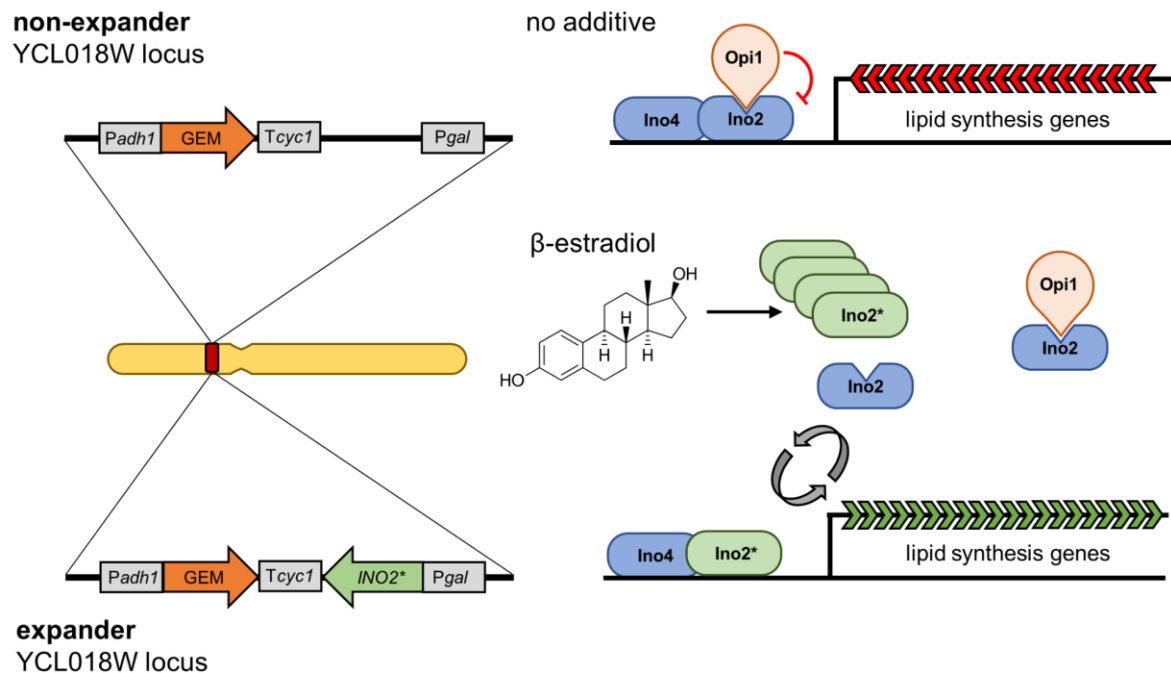 non-expander
YCL018W locus
Padh1 GEM Tcyc1 Pgal
Padh1 GEM Tcyc1 INO2* Pgal
expander
YCL018W locus
no additive
Opi1
Ino4 Ino2
lipid synthesis genes
β-estradiol
OH
H
H H
HO
Ino2*
Ino2
Opi1
Ino2
Ino4 Ino2*
lipid synthesis genes